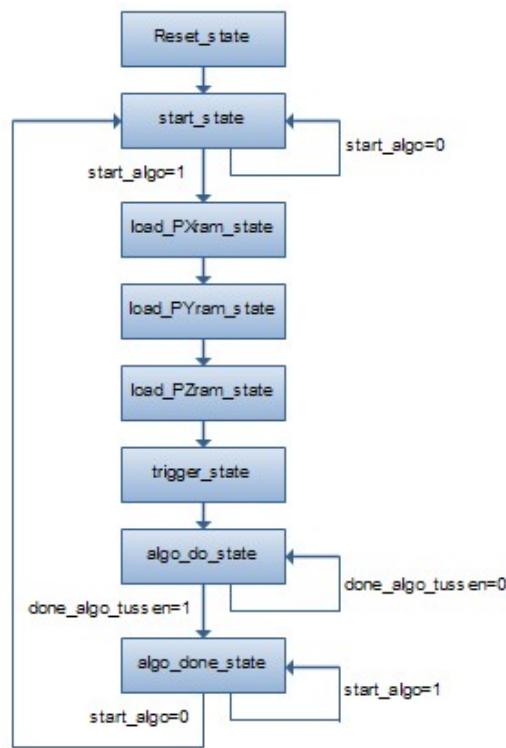 Reset_state
start_state
start_algo=0
start_algo=1
load_PXram_state
load_PYram_state
load_PZram_state
trigger_state
algo_do_state
done_algo_tussen=0
done_algo_tussen=1
algo_done_state
start_algo=1
start_algo=0